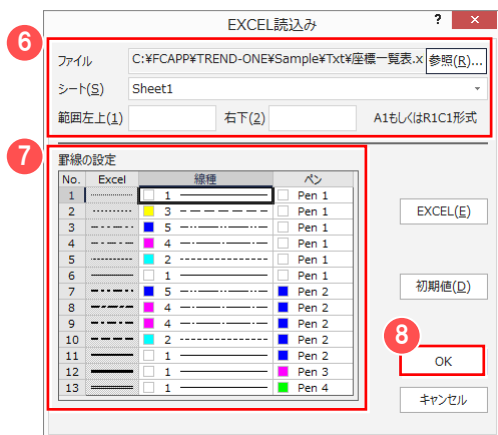 EXCEL読込み ? ×
6
ファイル C:¥FCAPP¥TREND-ONE¥Sample¥Txt¥座標一覧表.x 参照(R)...
シート(S) Sheet1
範囲左上(1) 右下(2) A1もしくはR1C1形式
7
罫線の設定
No. Excel 線種 ペン
1 1 Pen 1
2 3 Pen 1
3 5 Pen 1
4 4 Pen 1
5 2 Pen 1
6 1 Pen 1
7 5 Pen 2
8 4 Pen 2
9 4 Pen 2
10 2 Pen 2
11 1 Pen 2
12 1 Pen 3
13 1 Pen 4
EXCEL(E)
初期値(D)
8
OK
キャンセル